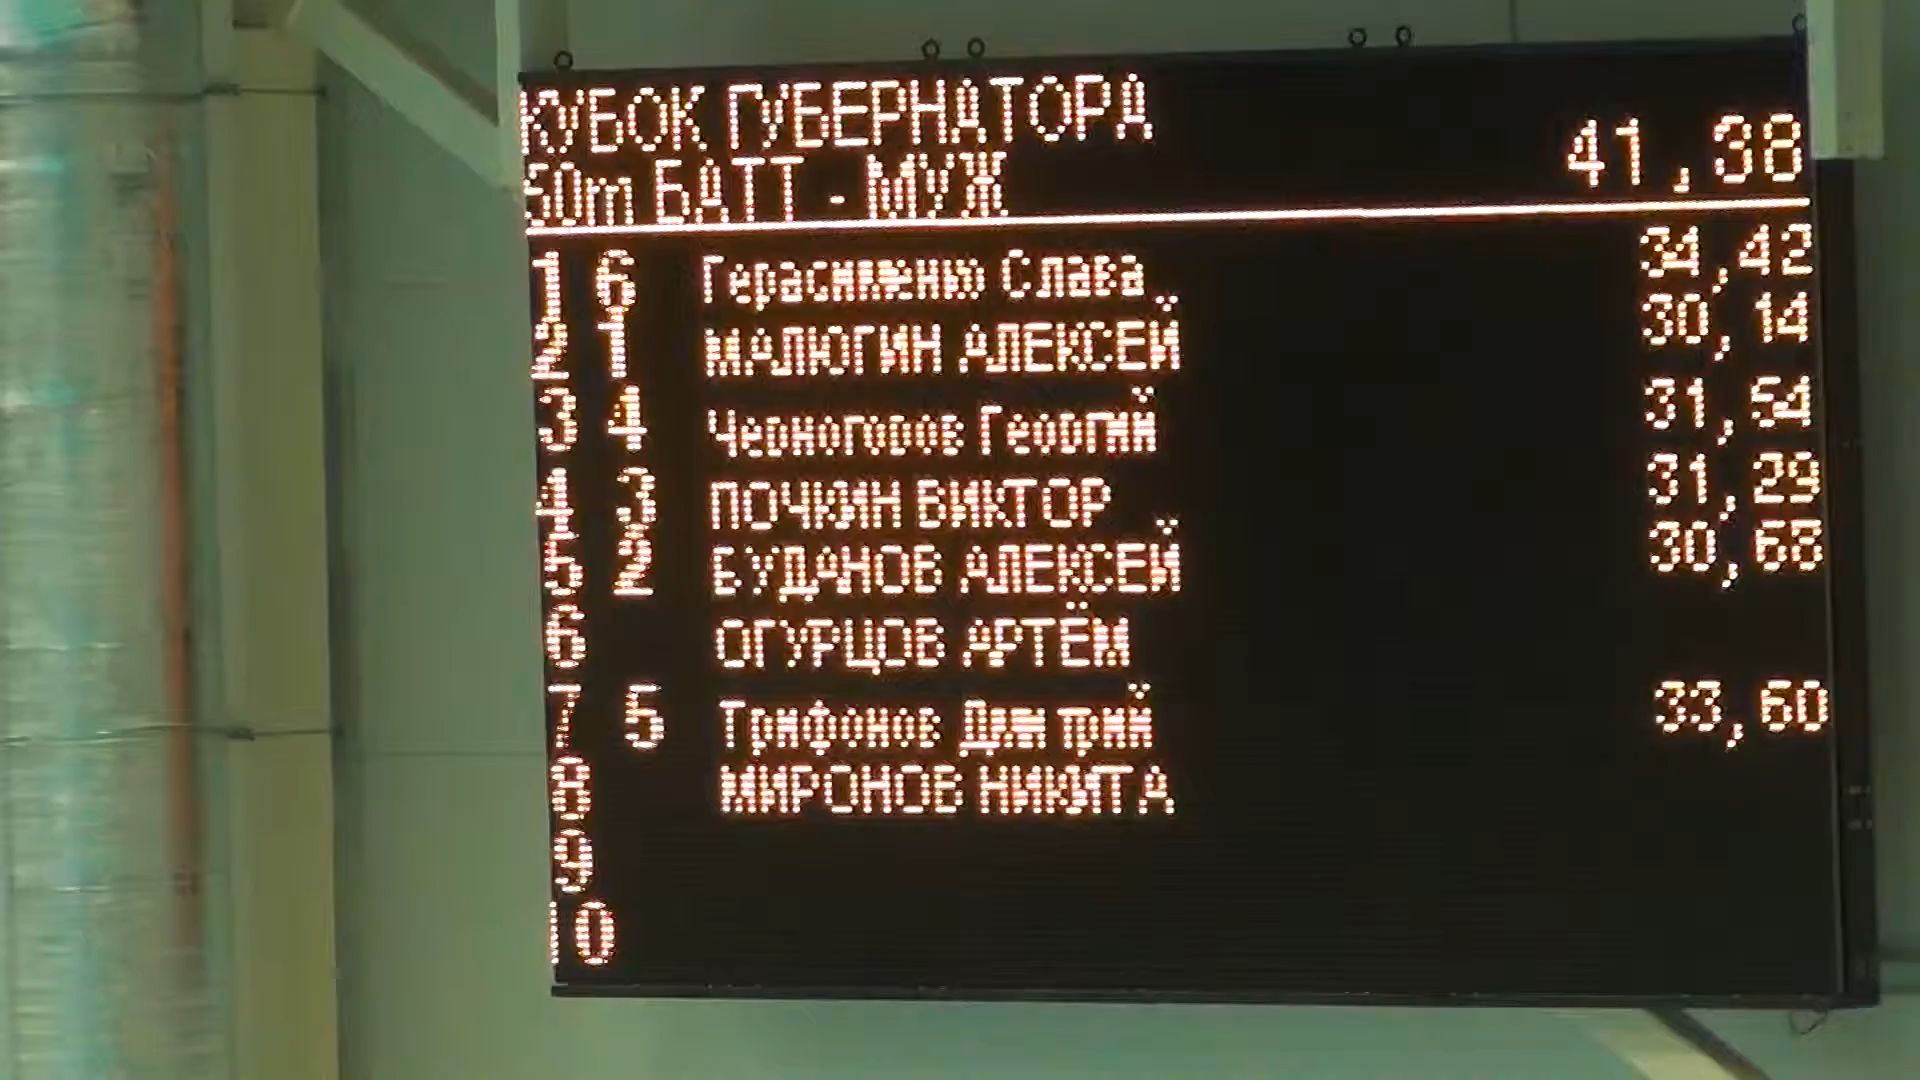 КУБОК ГУБЕРНАТОРА
50m БАТТ - МУЖ 41,38
1 6 Герасименко Слава 34,42
2 1 МАЛЮГИН АЛЕКСЕЙ 30,14
3 4 Черногоров Георгий 31,54
4 3 ПОЧКИН ВИКТОР 31,29
5 2 БУДАНОВ АЛЕКСЕЙ 30,68
6 ОГУРЦОВ АРТЁМ
7 5 Трифонов Дмитрий 33,60
8 МИРОНОВ НИКИТА
9
10